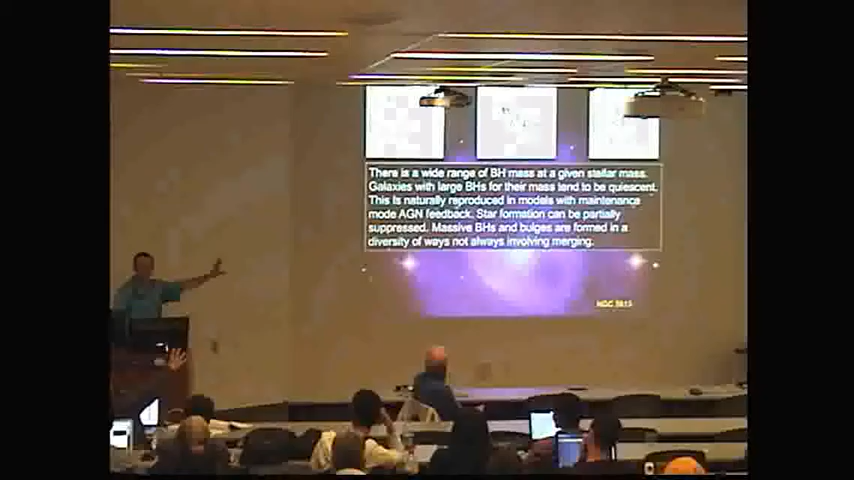 There is a wide range of BH mass at a given stellar mass.
Galaxies with large BHs for their mass tend to be quiescent.
This is naturally reproduced in models with maintenance
mode AGN feedback. Star formation can be partially
suppressed. Massive BHs and bulges are formed in a
diversity of ways not always involving merging.
NGC